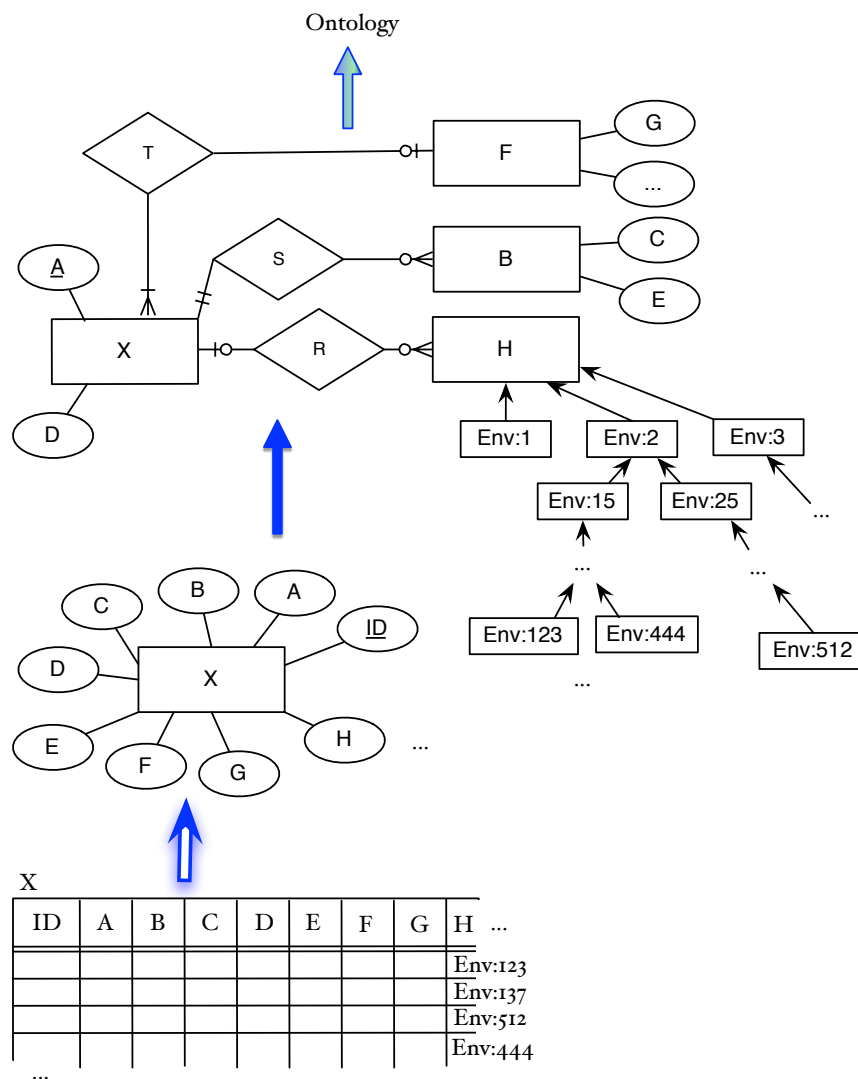 Ontology
G
T
F
...
A
S
B
C
E
X
R
H
D
Env:1
Env:2
Env:3
Env:15
Env:25
...
...
...
Env:123
Env:444
Env:512
...
B
A
C
ID
D
X
E
F
G
H
...
X
ID A B C D E F G H ...
Env:123
Env:137
Env:512
Env:444
...